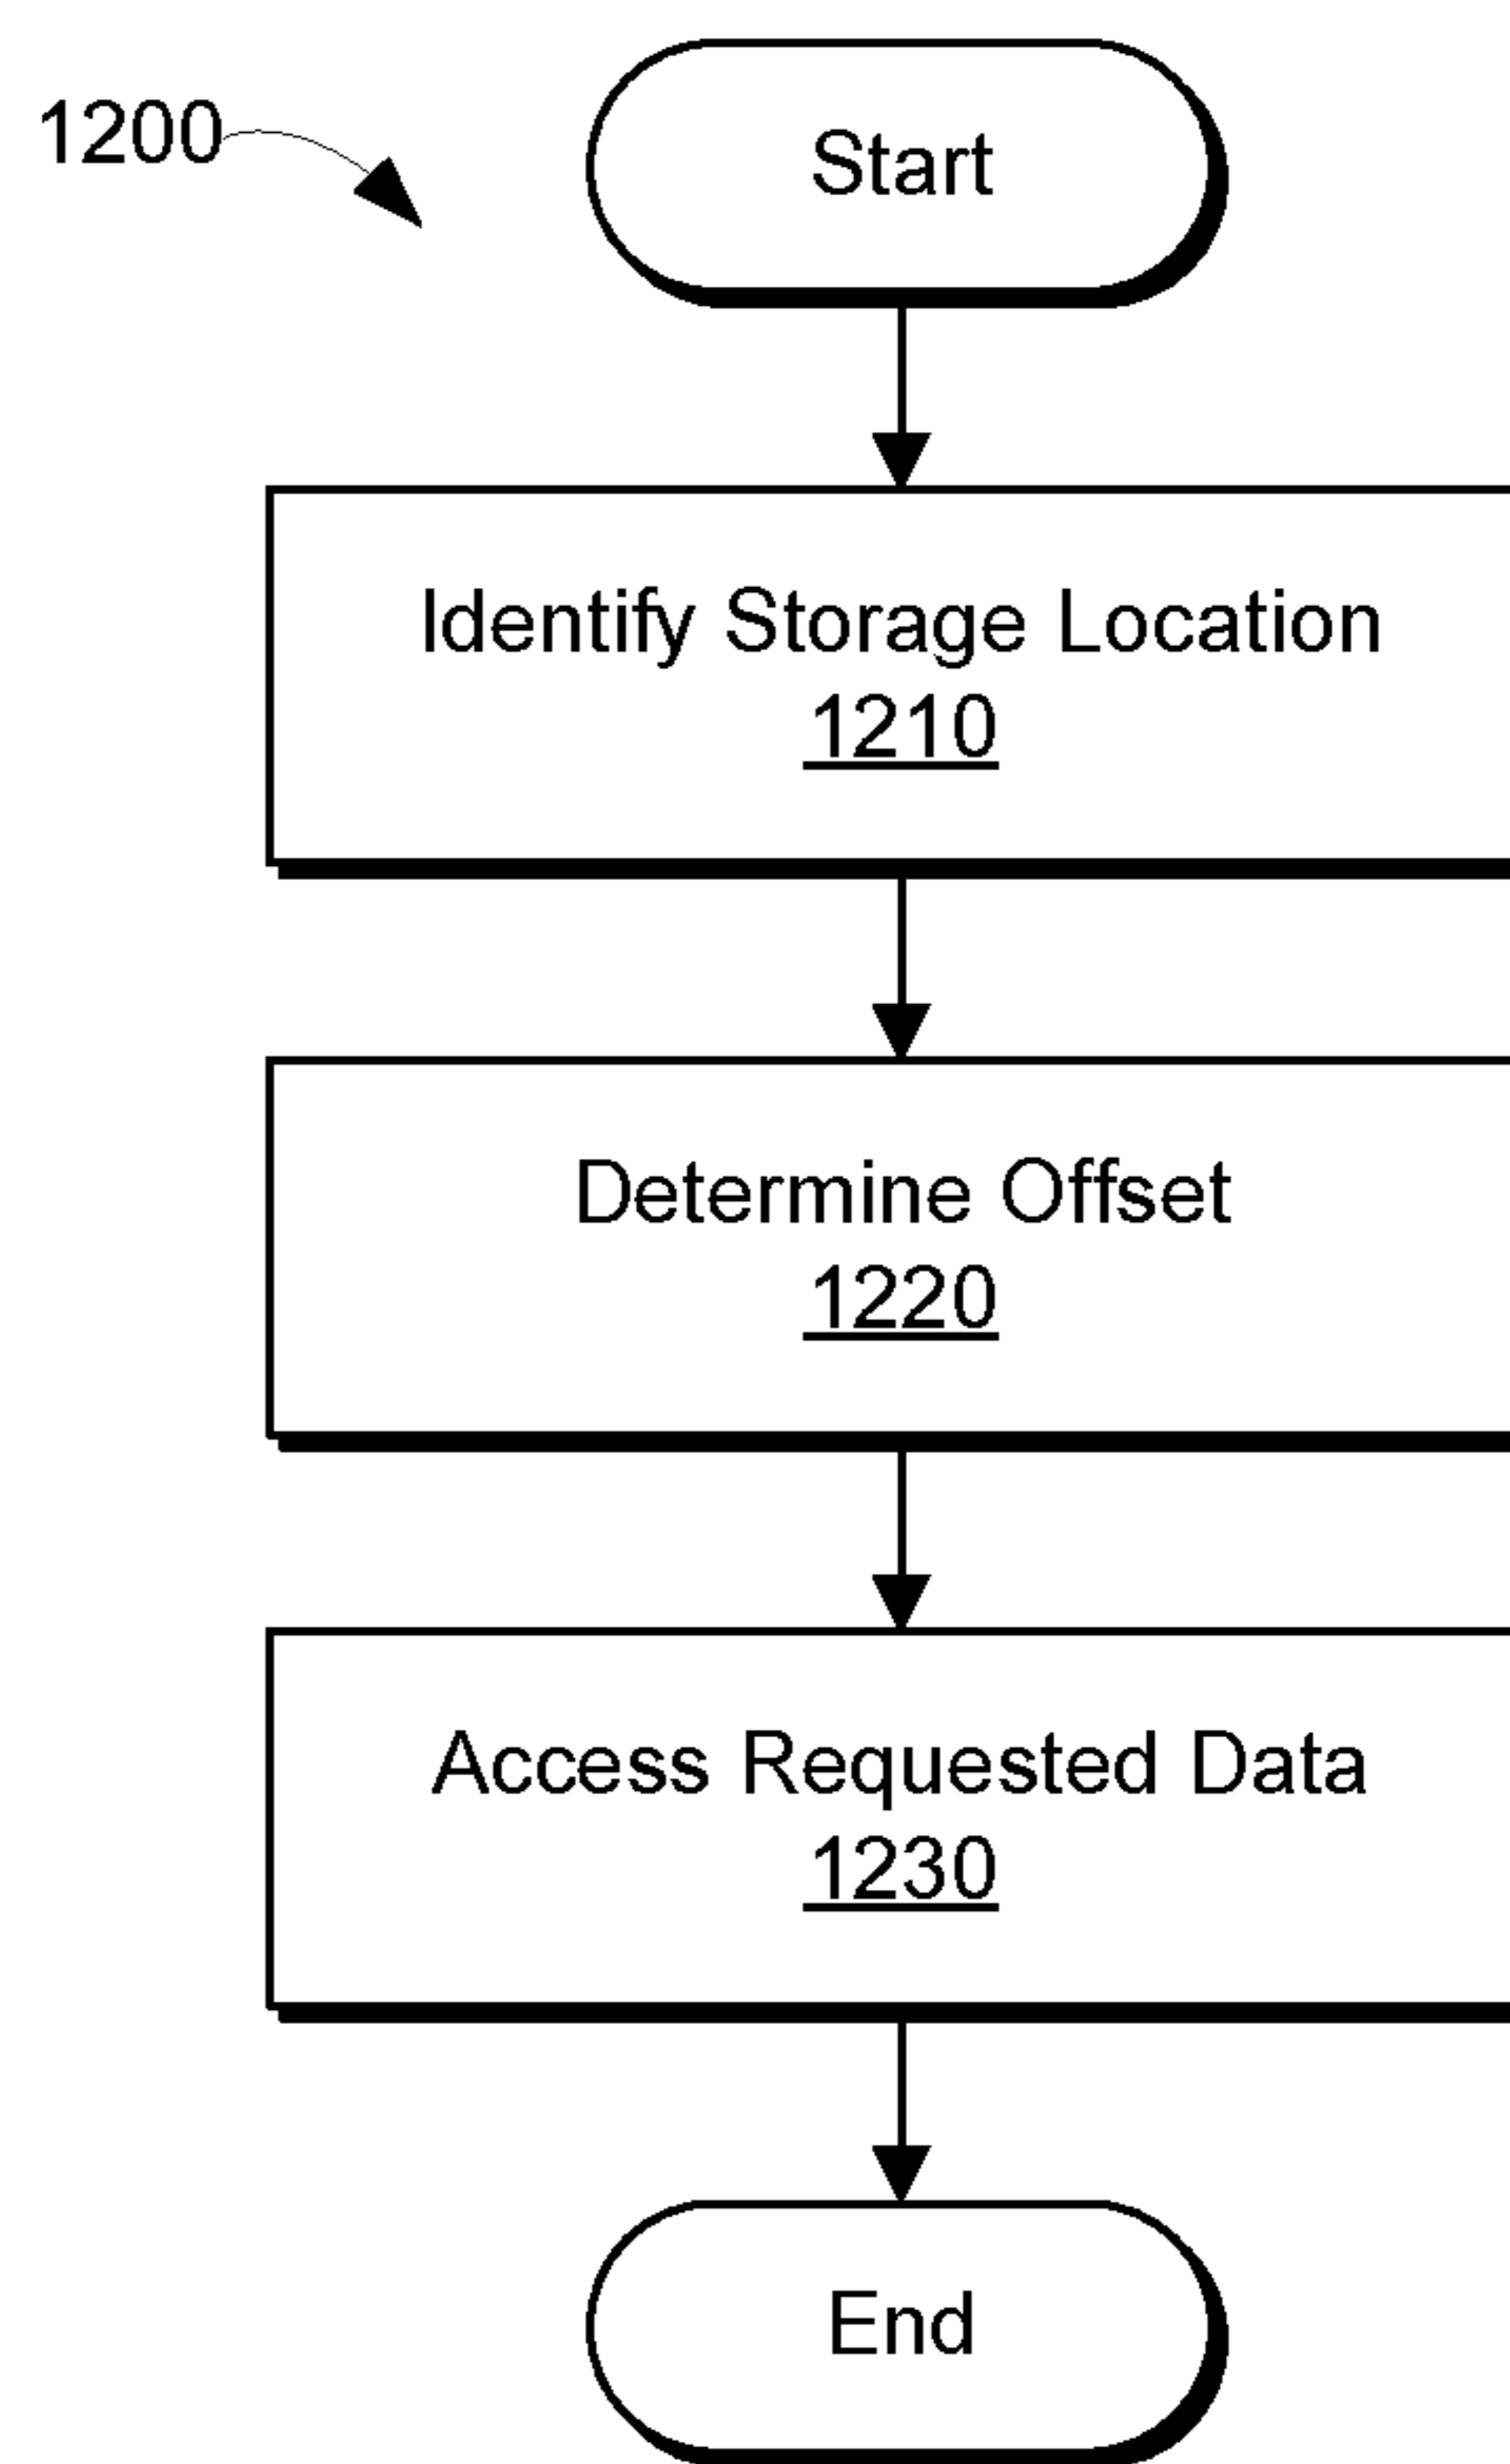 1200
Start
Identify Storage Location
1210
Determine Offset
1220
Access Requested Data
1230
End